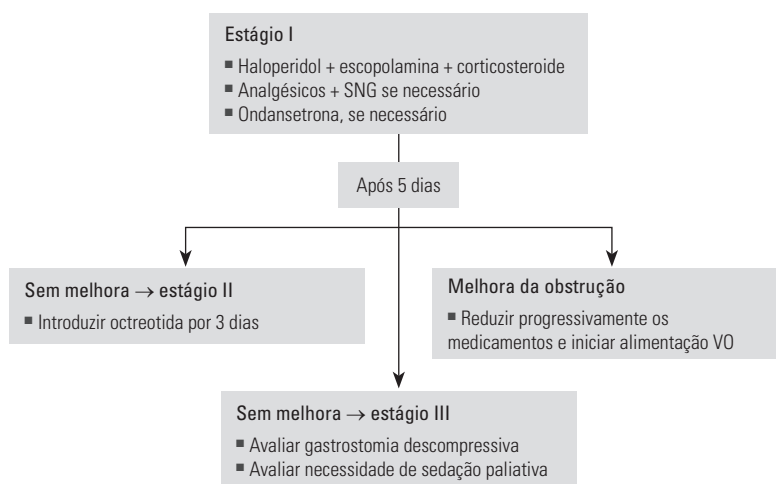 Estágio I
▪ Haloperidol + escopolamina + corticosteroide
▪ Analgésicos + SNG se necessário
▪ Ondansetrona, se necessário
Após 5 dias
Sem melhora → estágio II
▪ Introduzir octreotida por 3 dias
Melhora da obstrução
▪ Reduzir progressivamente os
medicamentos e iniciar alimentação VO
Sem melhora → estágio III
▪ Avaliar gastrostomia descompressiva
▪ Avaliar necessidade de sedação paliativa